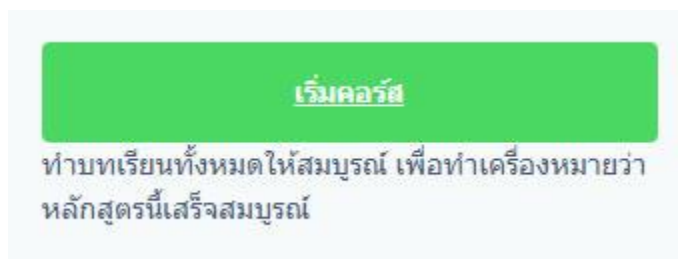 เริ่มคอร์ส
ทำบทเรียนทั้งหมดให้สมบูรณ์ เพื่อทำเครื่องหมายว่า
หลักสูตรนี้เสร็จสมบูรณ์